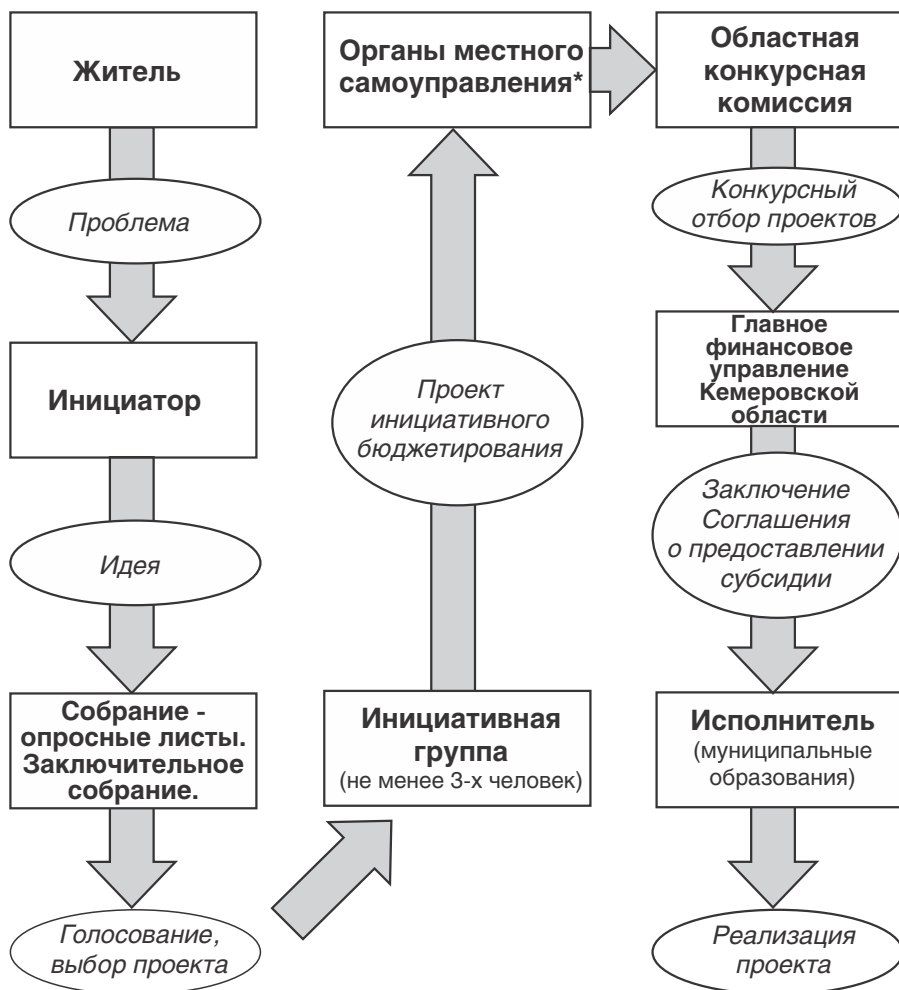 Житель
Проблема
Инициатор
Идея
Собрание -
опросные листы.
Заключительное
собрание.
Голосование,
выбор проекта
Инициативная
группа
(не менее 3-х человек)
Проект
инициативного
бюджетирования
Органы местного
самоуправления*
Областная
конкурсная
комиссия
Конкурсный
отбор проектов
Главное
финансовое
управление
Кемеровской
области
Заключение
Соглашения
о предоставлении
субсидии
Исполнитель
(муниципальные
образования)
Реализация
проекта